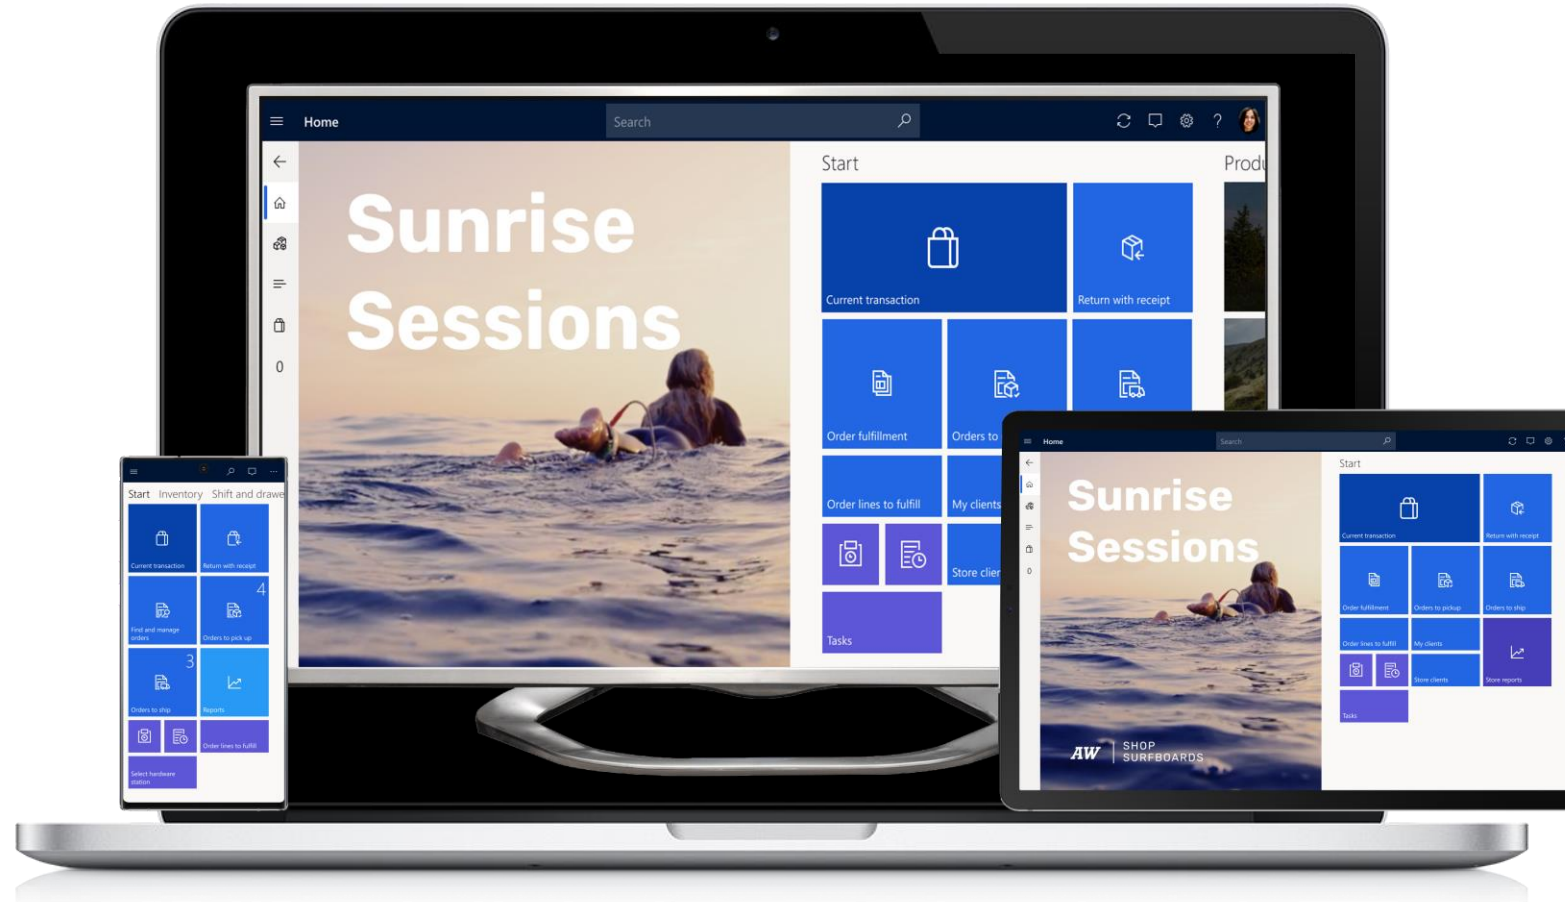 Home
Search
?
Sunrise
Sessions
0
Start
Produ
Current transaction
Return with receipt
Order fulfillment
Orders to
Order lines to fulfill
My clients
Store clien
Tasks
Start Inventory Shift and drawe
Current transaction
Return with receipt
4
Find and manage
orders
Orders to pick up
3
Orders to ship
Reports
Order lines to fulfill
Select hardware
station
Home
Search
Sunrise
Sessions
0
AW
SHOP
SURFBOARDS
Start
Current transaction
Return with receipt
Order fulfillment
Orders to pickup
Orders to ship
Order lines to fulfill
My clients
Store clients
Store reports
Tasks